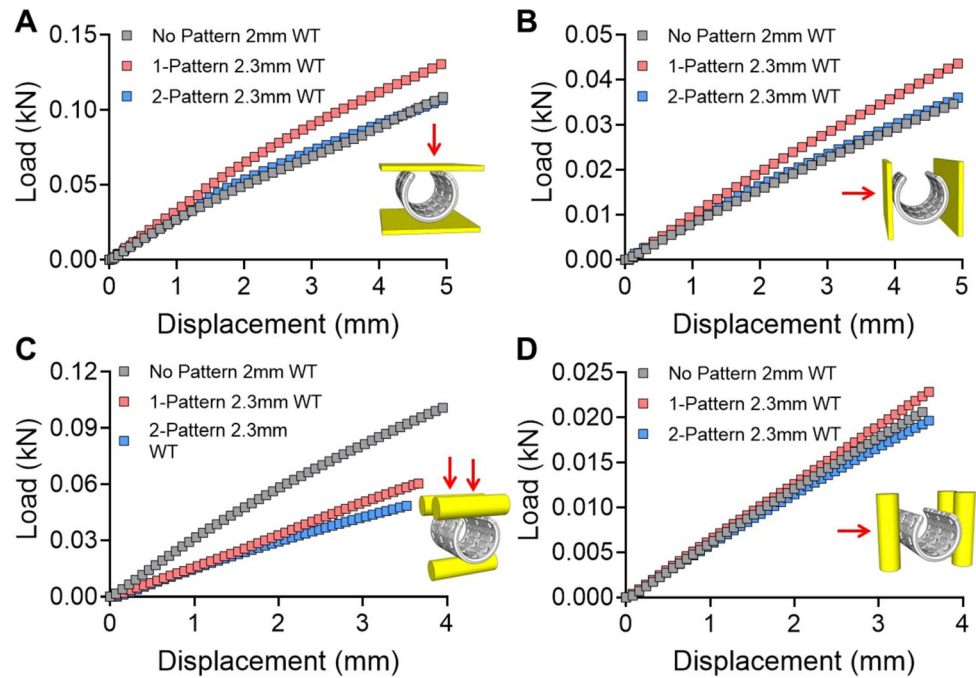 A
0.15
0.10
0.05
0.00
Load (kN)
No Pattern 2mm WT
1-Pattern 2.3mm WT
2-Pattern 2.3mm WT
0 1 2 3 4 5
Displacement (mm)
B
0.05
0.04
0.03
0.02
0.01
0.00
Load (kN)
No Pattern 2mm WT
1-Pattern 2.3mm WT
2-Pattern 2.3mm WT
0 1 2 3 4 5
Displacement (mm)
C
0.12
0.09
0.06
0.03
0.00
Load (kN)
No Pattern 2mm WT
1-Pattern 2.3mm WT
2-Pattern 2.3mm
WT
0 1 2 3 4
Displacement (mm)
D
0.025
0.020
0.015
0.010
0.005
0.000
Load (kN)
No Pattern 2mm WT
1-Pattern 2.3mm WT
2-Pattern 2.3mm WT
0 1 2 3 4
Displacement (mm)